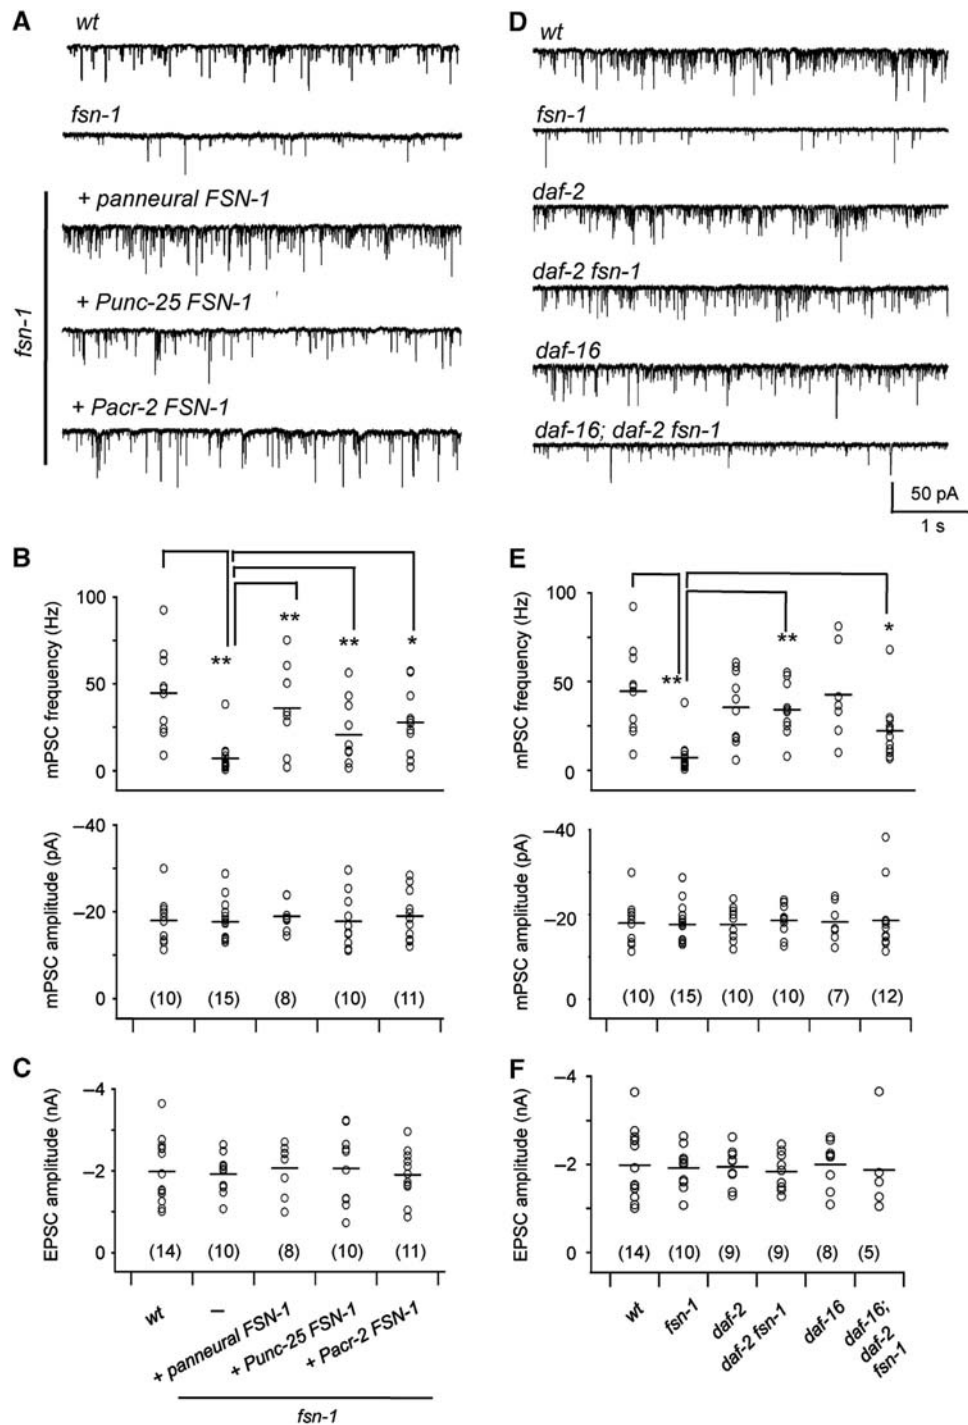 A
wt
fsn-1
+ panneural FSN-1
+ Punc-25 FSN-1
+ Pacr-2 FSN-1
fsn-1
D
wt
fsn-1
daf-2
daf-2 fsn-1
daf-16
daf-16; daf-2 fsn-1
50 pA
1 s
B
mPSC frequency (Hz)
100
50
0
** ** ** *
mPSC amplitude (pA)
–40
–20
0
(10) (15) (8) (10) (11)
C
EPSC amplitude (nA)
–4
–2
0
(14) (10) (8) (10) (11)
wt
–
+ panneural FSN-1
+ Punc-25 FSN-1
+ Pacr-2 FSN-1
fsn-1
E
mPSC frequency (Hz)
100
50
0
** ** *
mPSC amplitude (pA)
–40
–20
0
(10) (15) (10) (10) (7) (12)
F
EPSC amplitude (nA)
–4
–2
0
(14) (10) (9) (9) (8) (5)
wt
fsn-1
daf-2
daf-2 fsn-1
daf-16
daf-16;
daf-2
fsn-1